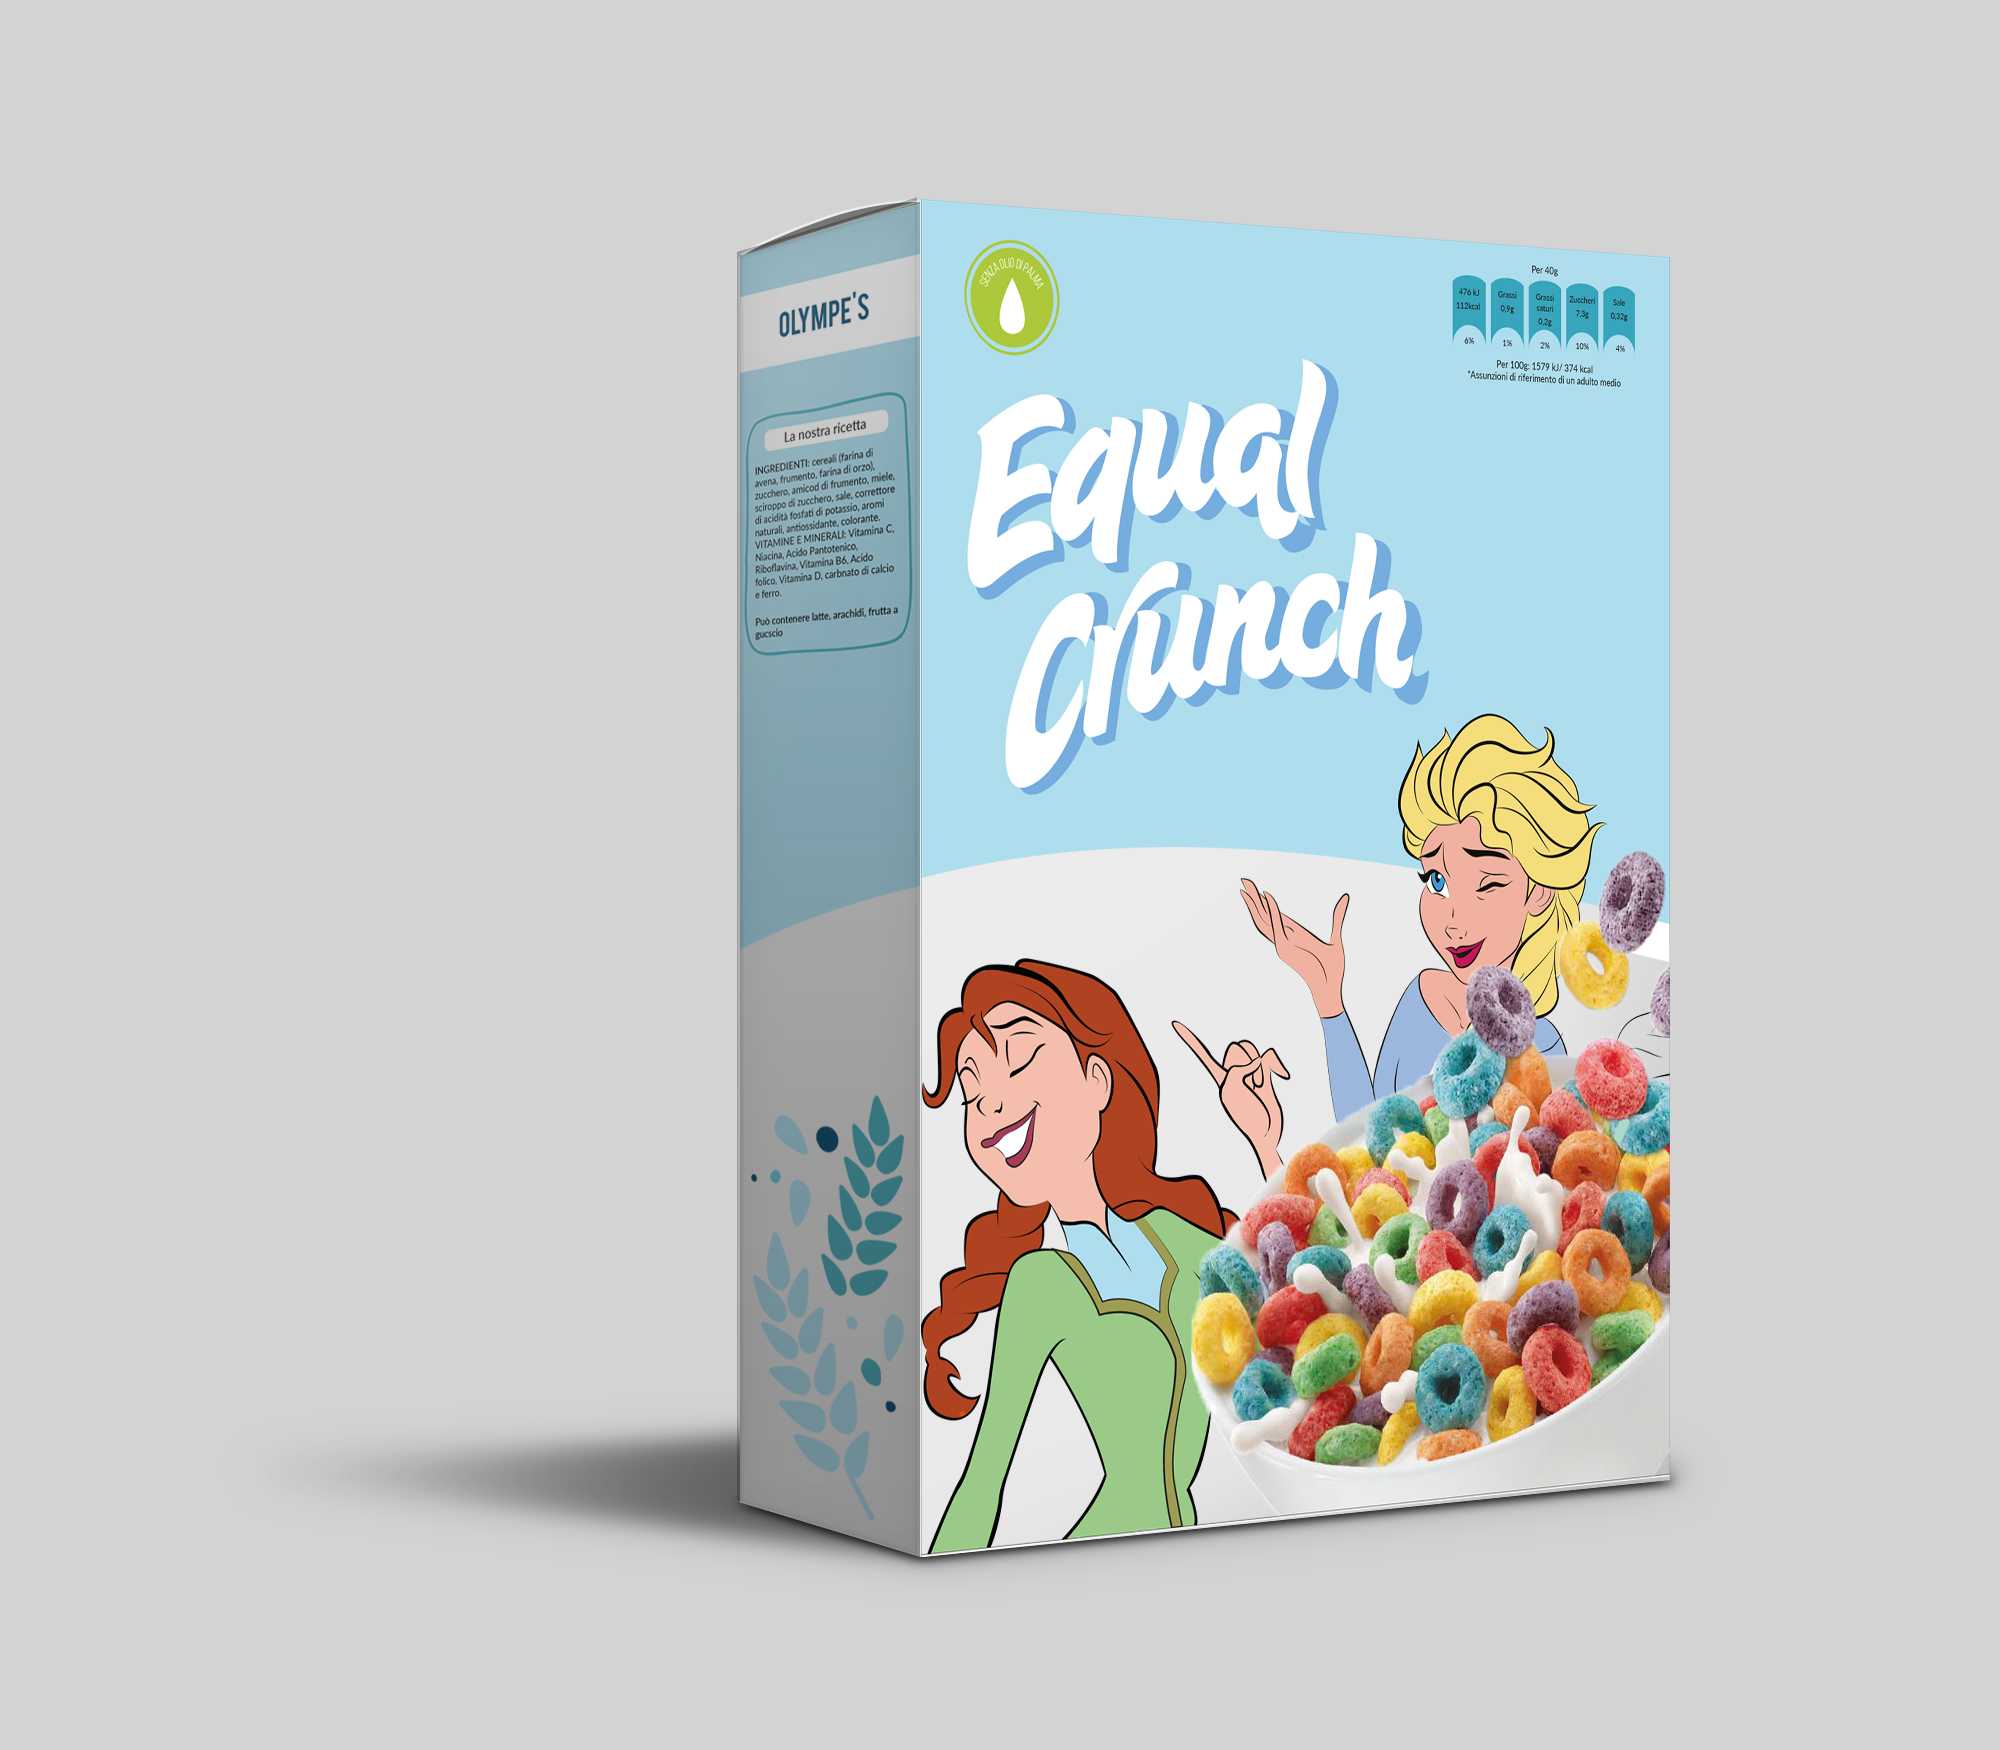 OLYMPE'S
La nostra ricetta
INGREDIENTI: cereali (farina di
avena, frumento, farina di orzo),
zucchero, amicod di frumento, miele,
sciroppo di zucchero, sale, correttore
di acidità fosfati di potassio, aromi
naturali, antiossidante, colorante.
VITAMINE E MINERALI: Vitamina C,
Niacina, Acido Pantotenico,
Riboflavina, Vitamina B6, Acido
folico, Vitamina D, carbnato di calcio
e ferro.
Può contenere latte, arachidi, frutta a
gucscio
SENZA OLIO DI PALMA
Per 40g
476 kJ
112kcal
6%
Grassi
0,9g
1%
Grassi
saturi
0,2g
2%
Zuccheri
7,3g
10%
Sale
0,32g
4%
Per 100g: 1579 kJ/ 374 kcal
*Assunzioni di riferimento di un adulto medio
Equal
Crunch